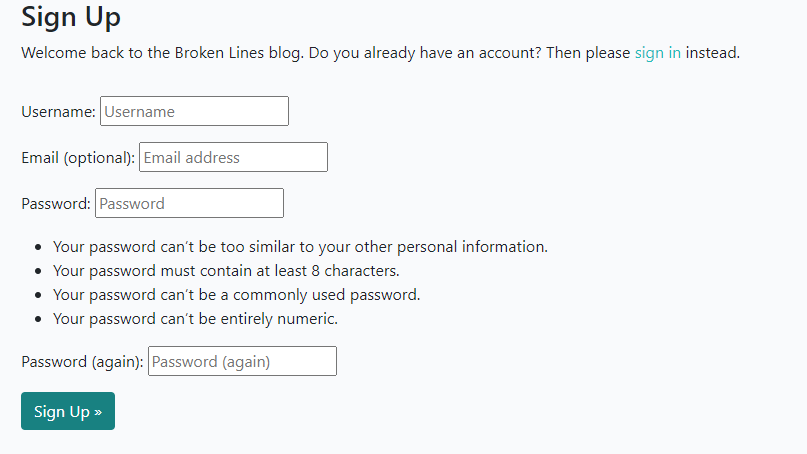 Sign Up
Welcome back to the Broken Lines blog. Do you already have an account? Then please sign in instead.
Username: Username
Email (optional): Email address
Password: Password
• Your password can’t be too similar to your other personal information.
• Your password must contain at least 8 characters.
• Your password can’t be a commonly used password.
• Your password can’t be entirely numeric.
Password (again): Password (again)
Sign Up »